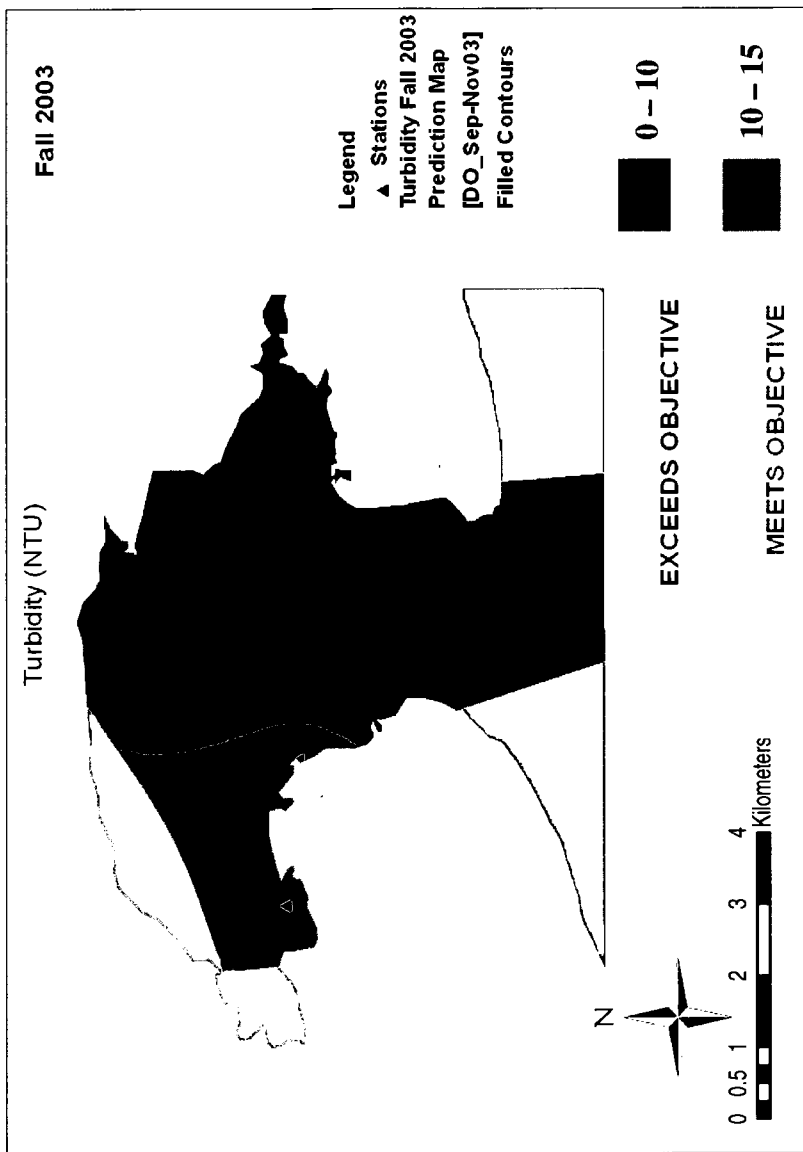 Turbidity (NTU)
Fall 2003
Legend
Stations
Turbidity Fall 2003
Prediction Map
[DO_Sep-Nov03]
Filled Contours
EXCEEDS OBJECTIVE
0 – 10
MEETS OBJECTIVE
10 – 15
N
0 0.5 1 2 3 4
Kilometers